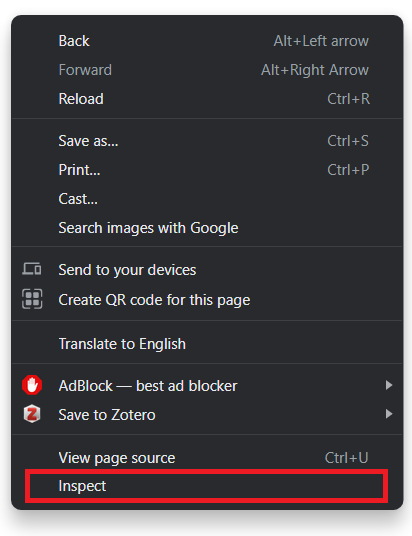 Back Alt+Left arrow
Forward Alt+Right Arrow
Reload Ctrl+R
Save as... Ctrl+S
Print... Ctrl+P
Cast...
Search images with Google
Send to your devices
Create QR code for this page
Translate to English
AdBlock — best ad blocker
Z Save to Zotero
View page source Ctrl+U
Inspect